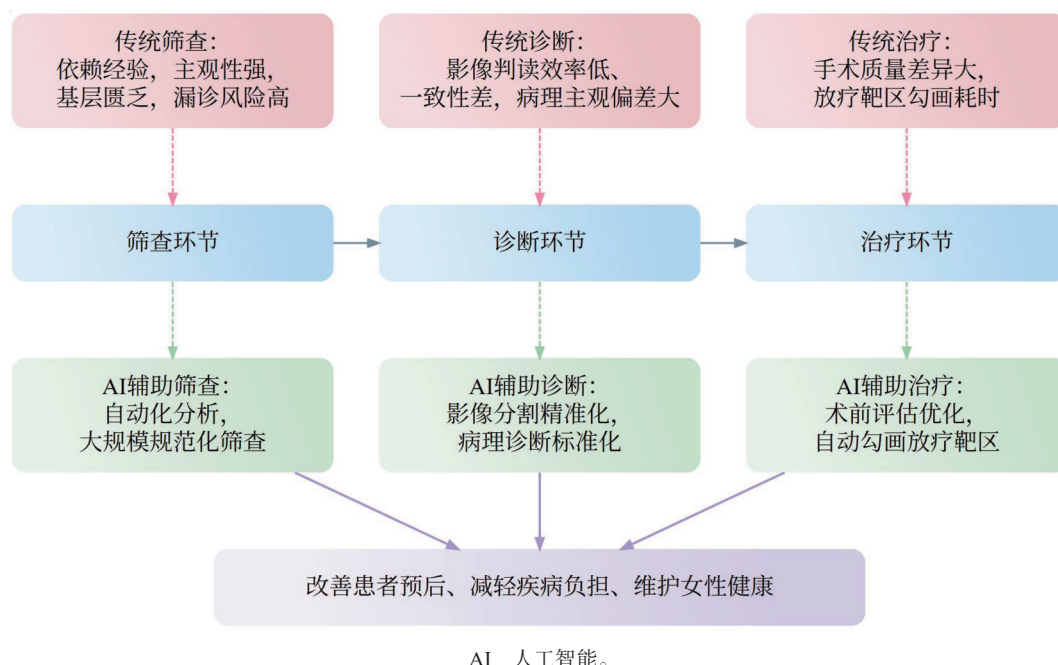 传统筛查：
依赖经验，主观性强，
基层匮乏，漏诊风险高
传统诊断：
影像判读效率低、
一致性差，病理主观偏差大
传统治疗：
手术质量差异大，
放疗靶区勾画耗时
筛查环节
诊断环节
治疗环节
AI辅助筛查：
自动化分析，
大规模规范化筛查
AI辅助诊断：
影像分割精准化，
病理诊断标准化
AI辅助治疗：
术前评估优化，
自动勾画放疗靶区
改善患者预后、减轻疾病负担、维护女性健康
AI 人工智能。